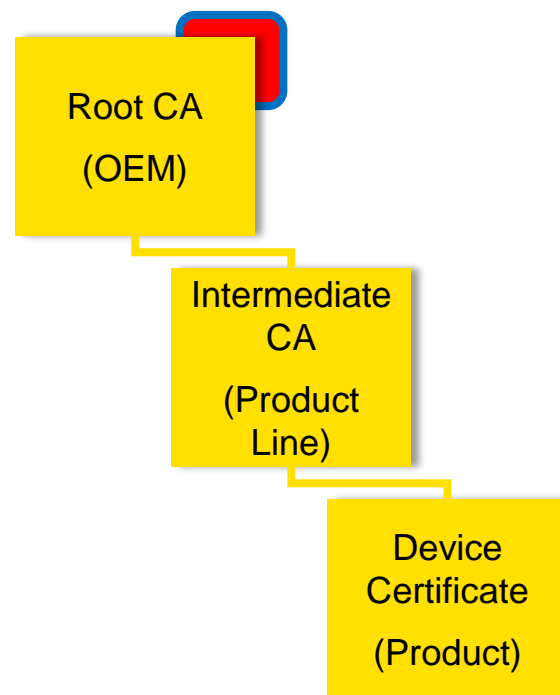 Root CA
(OEM)
Intermediate
CA
(Product
Line)
Device
Certificate
(Product)